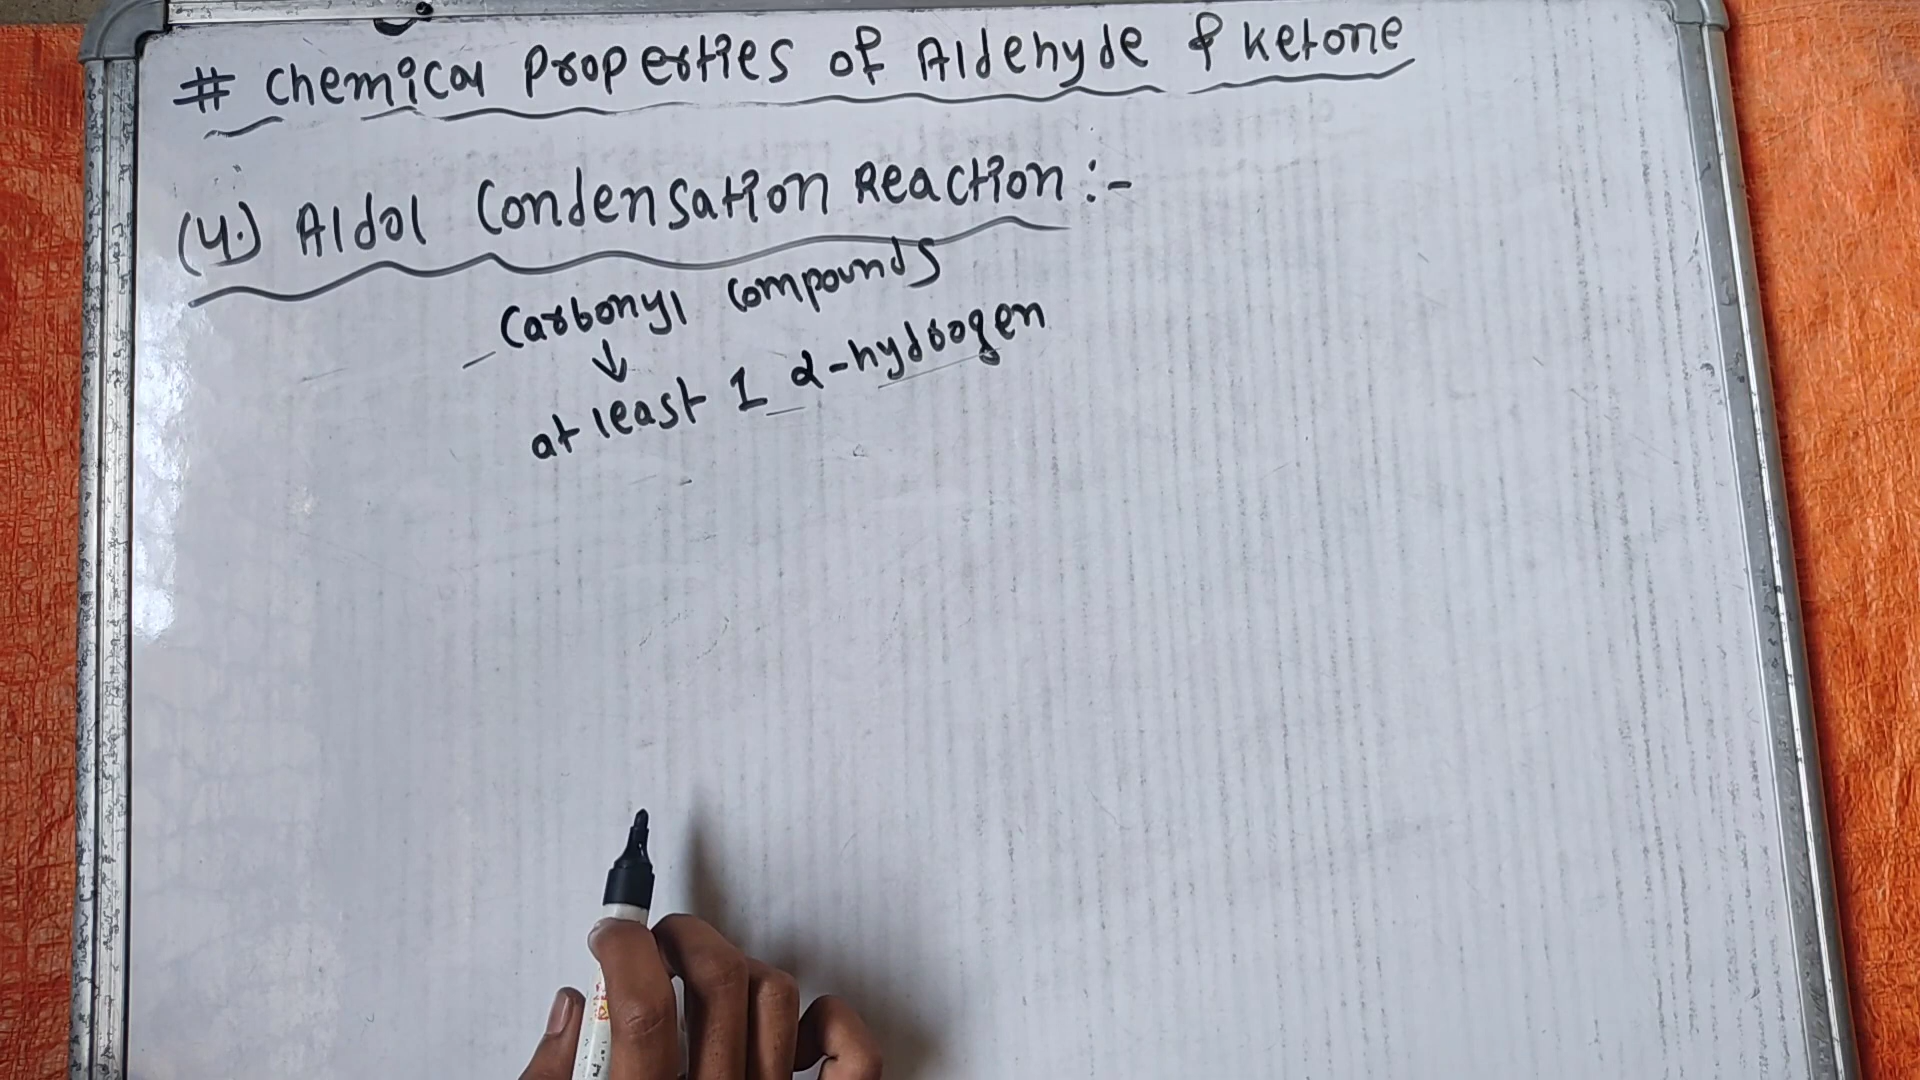 # Chemical Properties of Aldehyde & Ketone
(4.) Aldol Condensation Reaction :-
Carbonyl compounds
↓
at least 1 α-hydrogen